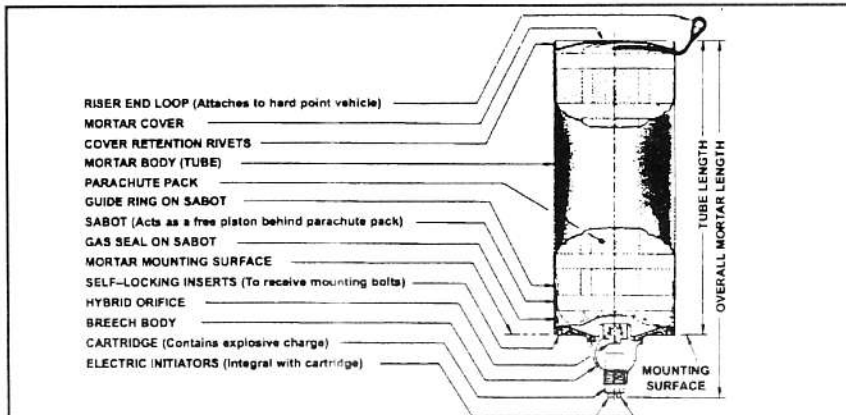 RISER END LOOP (Attaches to hard point vehicle)
MORTAR COVER
COVER RETENTION RIVETS
MORTAR BODY (TUBE)
PARACHUTE PACK
GUIDE RING ON SABOT
SABOT (Acts as a free piston behind parachute pack)
GAS SEAL ON SABOT
MORTAR MOUNTING SURFACE
SELF–LOCKING INSERTS (To receive mounting bolts)
HYBRID ORIFICE
BREECH BODY
CARTRIDGE (Contains explosive charge)
ELECTRIC INITIATORS (Integral with cartridge)
TUBE LENGTH
OVERALL MORTAR LENGTH
MOUNTING
SURFACE